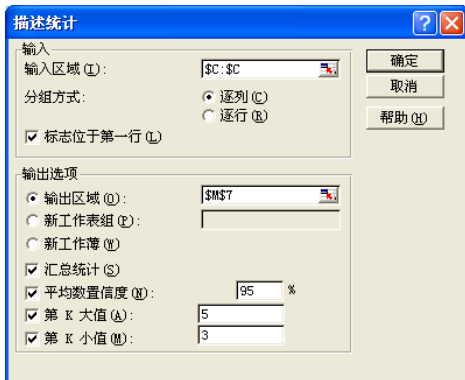 描述统计
输入
输入区域(I): $C:$C
分组方式: 逐列(C)
逐行(R)
标志位于第一行(L)
确定
取消
帮助(H)
输出选项
输出区域(O): $M$7
新工作表组(P):
新工作薄(W)
汇总统计(S)
平均数置信度(N): 95 %
第 K 大值(A): 5
第 K 小值(M): 3